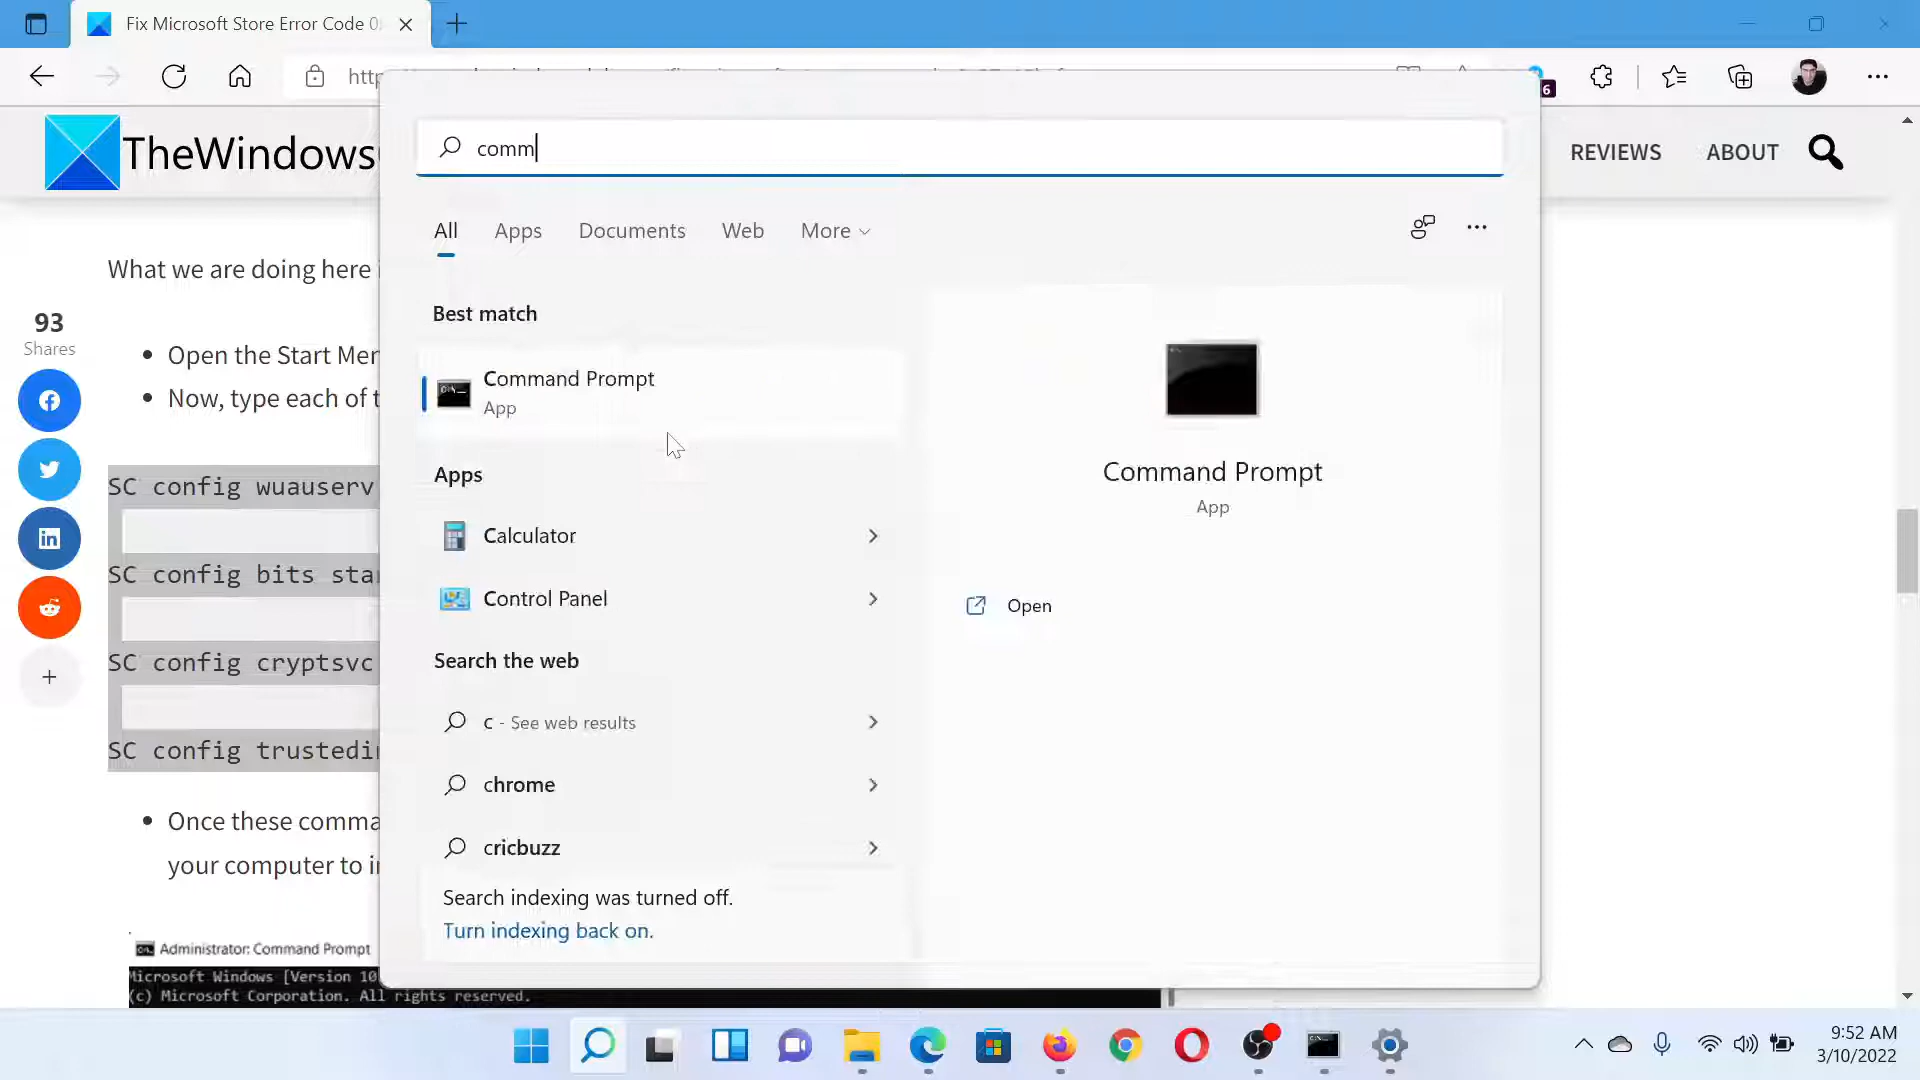 Fix Microsoft Store Error Code 0
http
6
TheWindows
REVIEWS
ABOUT
comm
All
Apps
Documents
Web
More
What we are doing here
93
Shares
Open the Start Men
Now, type each of t
SC config wuauserv
SC config bits star
SC config cryptsvc
SC config trustedin
Once these comma
your computer to
Administrator: Command Prompt
Microsoft Windows [Version 10
(c) Microsoft Corporation. All rights reserved.
Best match
Command Prompt
App
Apps
Calculator
Control Panel
Search the web
c - See web results
chrome
cricbuzz
Search indexing was turned off.
Turn indexing back on.
Command Prompt
App
Open
9:52 AM
3/10/2022